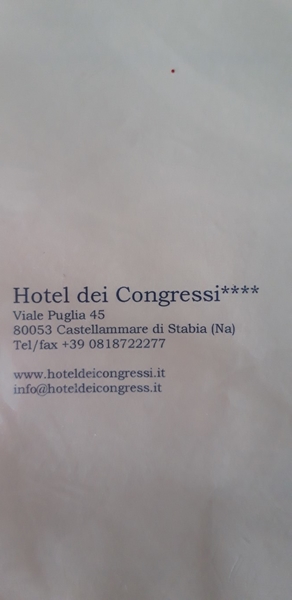 Hotel dei Congressi****
Viale Puglia 45
80053 Castellammare di Stabia (Na)
Tel/fax +39 0818722277
www.hoteldeicongressi.it
info@hoteldeicongress.it